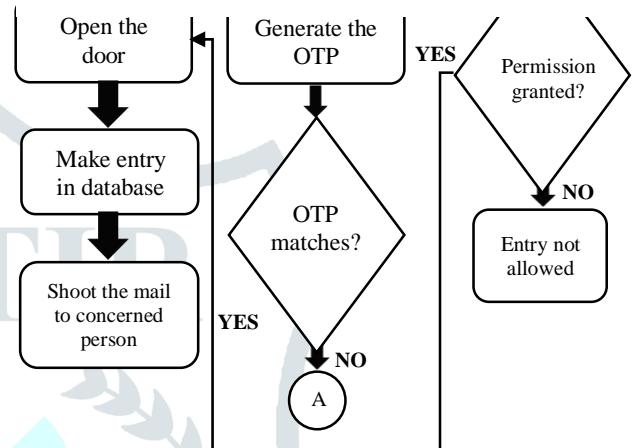 Open the
door
Make entry
in database
Shoot the mail
to concerned
person
YES
Generate the
OTP
OTP
matches?
NO
A
YES
Permission
granted?
NO
Entry not
allowed